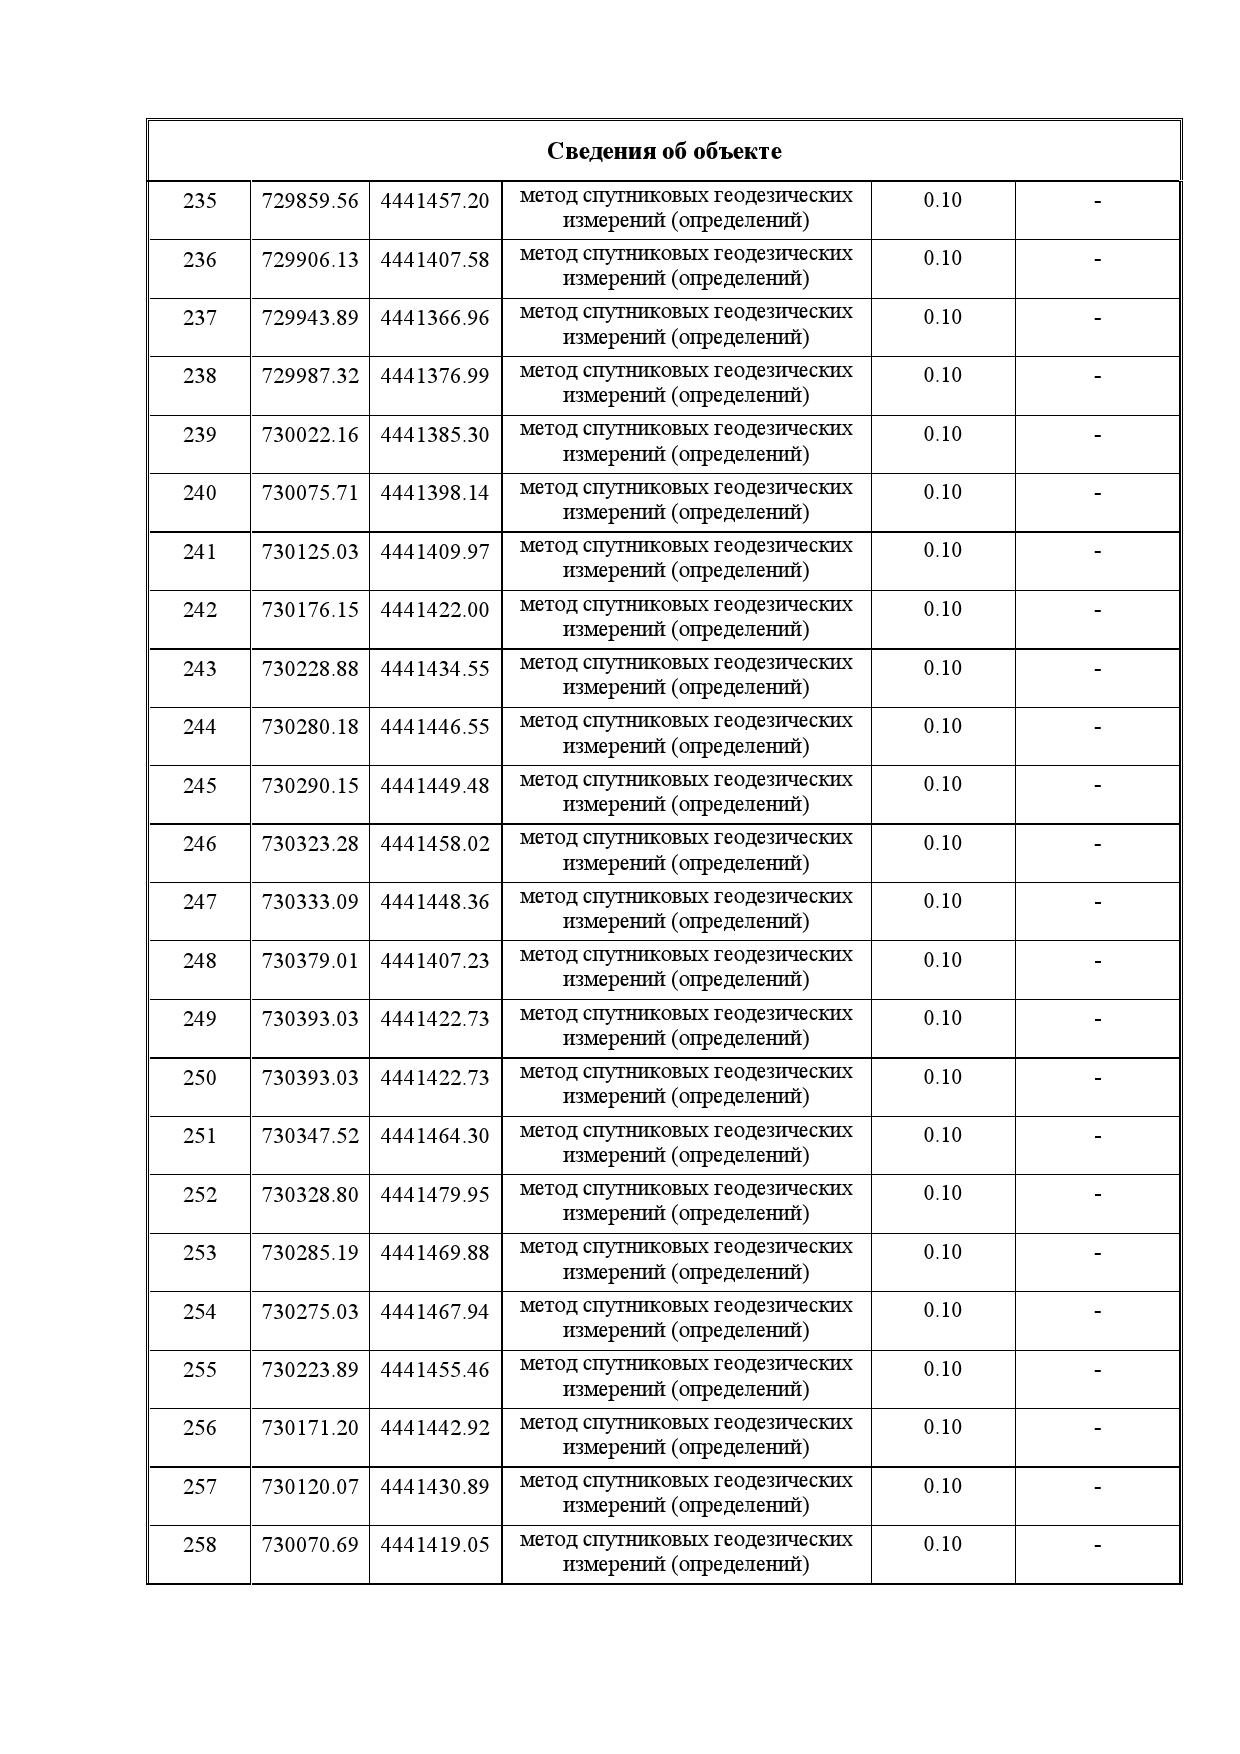 Сведения об объекте
235 729859.56 4441457.20 метод спутниковых геодезических 0.10 -
измерений (определений)
236 729906.13 4441407.58 метод спутниковых геодезических 0.10 -
измерений (определений)
237 729943.89 4441366.96 метод спутниковых геодезических 0.10 -
измерений (определений)
238 729987.32 4441376.99 метод спутниковых геодезических 0.10 -
измерений (определений)
239 730022.16 4441385.30 метод спутниковых геодезических 0.10 -
измерений (определений)
240 730075.71 4441398.14 метод спутниковых геодезических 0.10 -
измерений (определений)
241 730125.03 4441409.97 метод спутниковых геодезических 0.10 -
измерений (определений)
242 730176.15 4441422.00 метод спутниковых геодезических 0.10 -
измерений (определений)
243 730228.88 4441434.55 метод спутниковых геодезических 0.10 -
измерений (определений)
244 730280.18 4441446.55 метод спутниковых геодезических 0.10 -
измерений (определений)
245 730290.15 4441449.48 метод спутниковых геодезических 0.10 -
измерений (определений)
246 730323.28 4441458.02 метод спутниковых геодезических 0.10 -
измерений (определений)
247 730333.09 4441448.36 метод спутниковых геодезических 0.10 -
измерений (определений)
248 730379.01 4441407.23 метод спутниковых геодезических 0.10 -
измерений (определений)
249 730393.03 4441422.73 метод спутниковых геодезических 0.10 -
измерений (определений)
250 730393.03 4441422.73 метод спутниковых геодезических 0.10 -
измерений (определений)
251 730347.52 4441464.30 метод спутниковых геодезических 0.10 -
измерений (определений)
252 730328.80 4441479.95 метод спутниковых геодезических 0.10 -
измерений (определений)
253 730285.19 4441469.88 метод спутниковых геодезических 0.10 -
измерений (определений)
254 730275.03 4441467.94 метод спутниковых геодезических 0.10 -
измерений (определений)
255 730223.89 4441455.46 метод спутниковых геодезических 0.10 -
измерений (определений)
256 730171.20 4441442.92 метод спутниковых геодезических 0.10 -
измерений (определений)
257 730120.07 4441430.89 метод спутниковых геодезических 0.10 -
измерений (определений)
258 730070.69 4441419.05 метод спутниковых геодезических 0.10 -
измерений (определений)